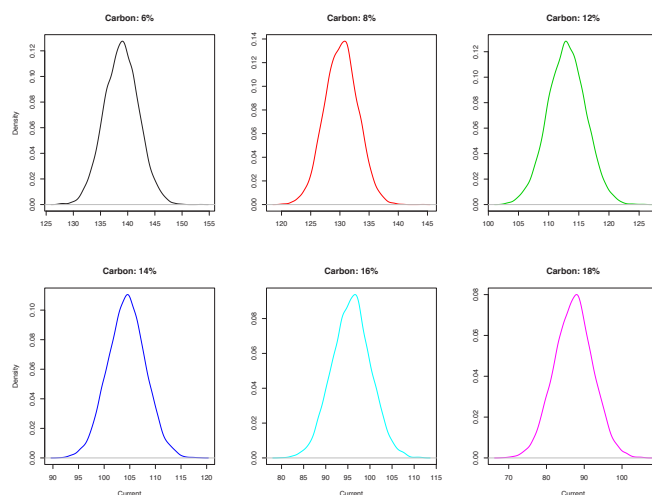 Carbon: 6%
Density
0.00 0.02 0.04 0.06 0.08 0.10 0.12
125 130 135 140 145 150 155
Carbon: 8%
0.00 0.02 0.04 0.06 0.08 0.10 0.12 0.14
120 125 130 135 140 145
Carbon: 12%
0.00 0.02 0.04 0.06 0.08 0.10 0.12
100 105 110 115 120 125
Carbon: 14%
Density
0.00 0.02 0.04 0.06 0.08 0.10
90 95 100 105 110 115 120
Current
Carbon: 16%
0.00 0.02 0.04 0.06 0.08
80 85 90 95 100 105 110 115
Current
Carbon: 18%
0.00 0.02 0.04 0.06 0.08
70 80 90 100
Current